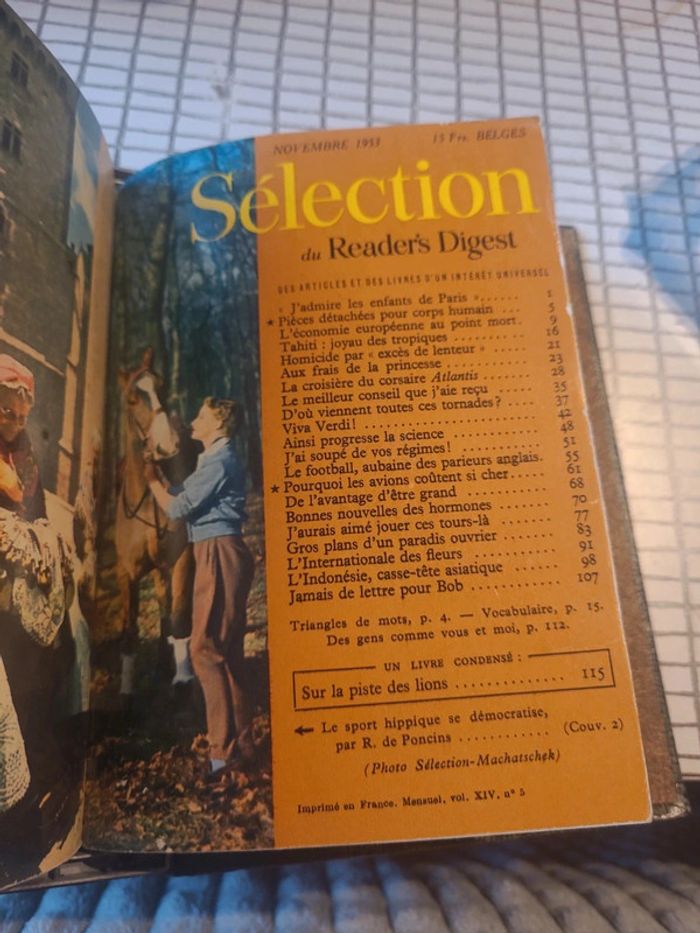 NOVEMBRE 1953 15 Frs. BELGES
Sélection
du Reader's Digest
DES ARTICLES ET DES LIVRES D'UN INTÉRÊT UNIVERSEL
« J'admire les enfants de Paris »...... 1
★ Pièces détachées pour corps humain ... 5
L'économie européenne au point mort. 9
Tahiti : joyau des tropiques ......... 16
Homicide par « excès de lenteur » ..... 21
Aux frais de la princesse ............ 23
La croisière du corsaire Atlantis ....... 28
Le meilleur conseil que j'aie reçu ..... 35
D'où viennent toutes ces tornades? .... 37
Viva Verdi! ......................... 42
Ainsi progresse la science ............ 48
J'ai soupé de vos régimes! ........... 51
Le football, aubaine des parieurs anglais. 55
★ Pourquoi les avions coûtent si cher..... 61
De l'avantage d'être grand ........... 68
Bonnes nouvelles des hormones ....... 70
J'aurais aimé jouer ces tours-là ....... 77
Gros plans d'un paradis ouvrier ....... 83
L'Internationale des fleurs ........... 91
L'Indonésie, casse-tête asiatique ...... 98
Jamais de lettre pour Bob ............ 107
Triangles de mots, p. 4. — Vocabulaire, p. 15.
Des gens comme vous et moi, p. 112.
UN LIVRE CONDENSÉ :
Sur la piste des lions .............. 115
← Le sport hippique se démocratise,
par R. de Poncins ............ (Couv. 2)
(Photo Sélection-Machatschek)
Imprimé en France. Mensuel, vol. XIV, n° 5